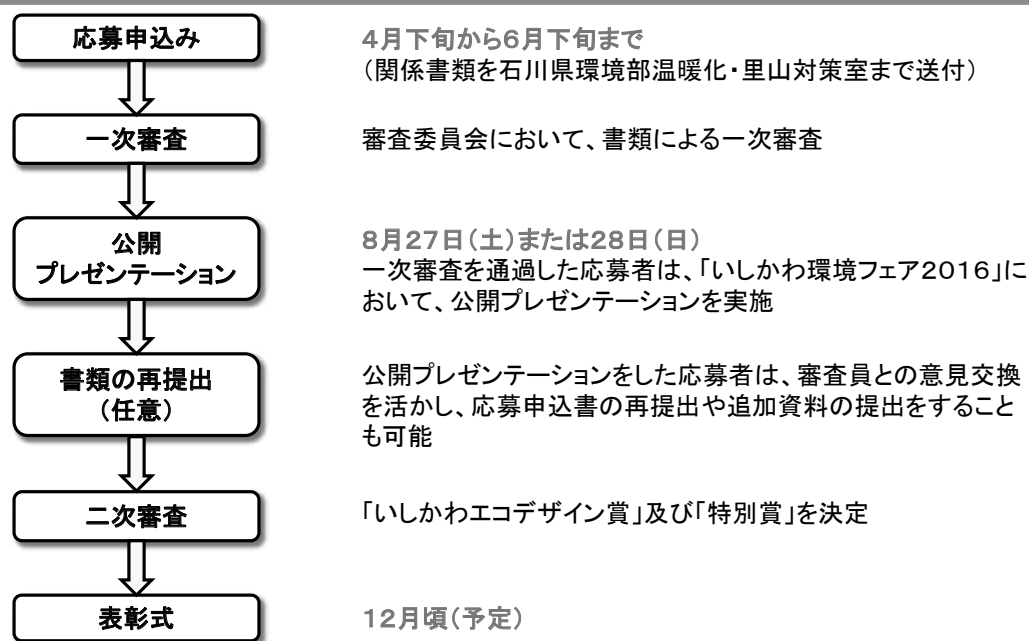 応募申込み
4月下旬から6月下旬まで
（関係書類を石川県環境部温暖化・里山対策室まで送付）
一次審査
審査委員会において、書類による一次審査
公開
プレゼンテーション
8月27日（土）または28日（日）
一次審査を通過した応募者は、「いしかわ環境フェア2016」に
おいて、公開プレゼンテーションを実施
書類の再提出
（任意）
公開プレゼンテーションをした応募者は、審査員との意見交換
を活かし、応募申込書の再提出や追加資料の提出をすること
も可能
二次審査
「いしかわエコデザイン賞」及び「特別賞」を決定
表彰式
12月頃（予定）